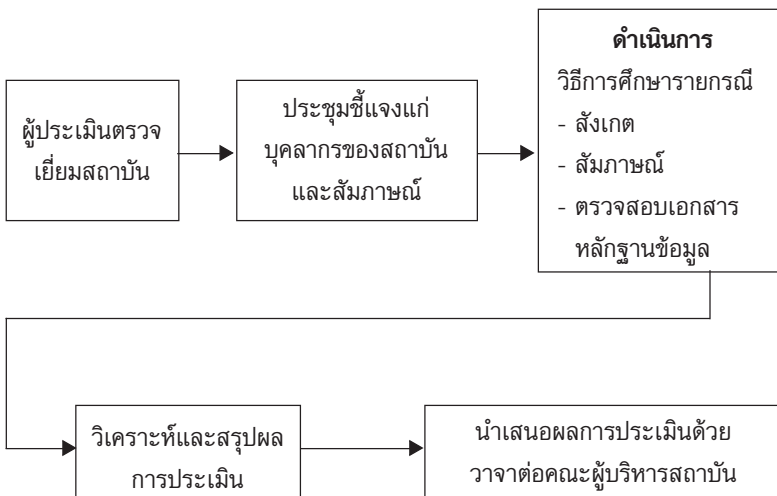 ผู้ประเมินตรวจ
เยี่ยมสถาบัน
ประชุมชี้แจงแก่
บุคลากรของสถาบัน
และสัมภาษณ์
ดำเนินการ
วิธีการศึกษารายกรณี
- สังเกต
- สัมภาษณ์
- ตรวจสอบเอกสาร
หลักฐานข้อมูล
วิเคราะห์และสรุปผล
การประเมิน
นำเสนอผลการประเมินด้วย
วาจาต่อคณะผู้บริหารสถาบัน